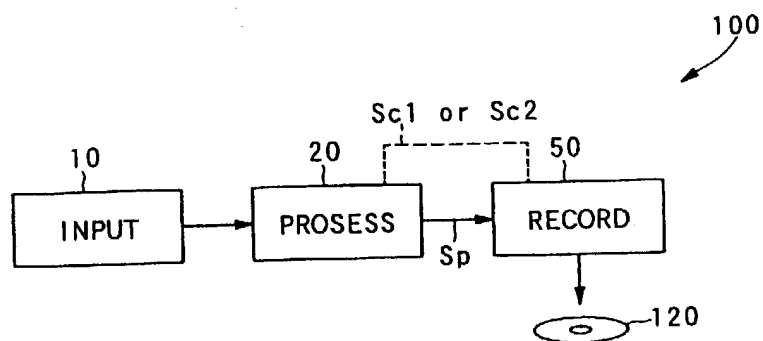 100
Sc1 or Sc2
10
20
50
INPUT
PROSESS
RECORD
Sp
120